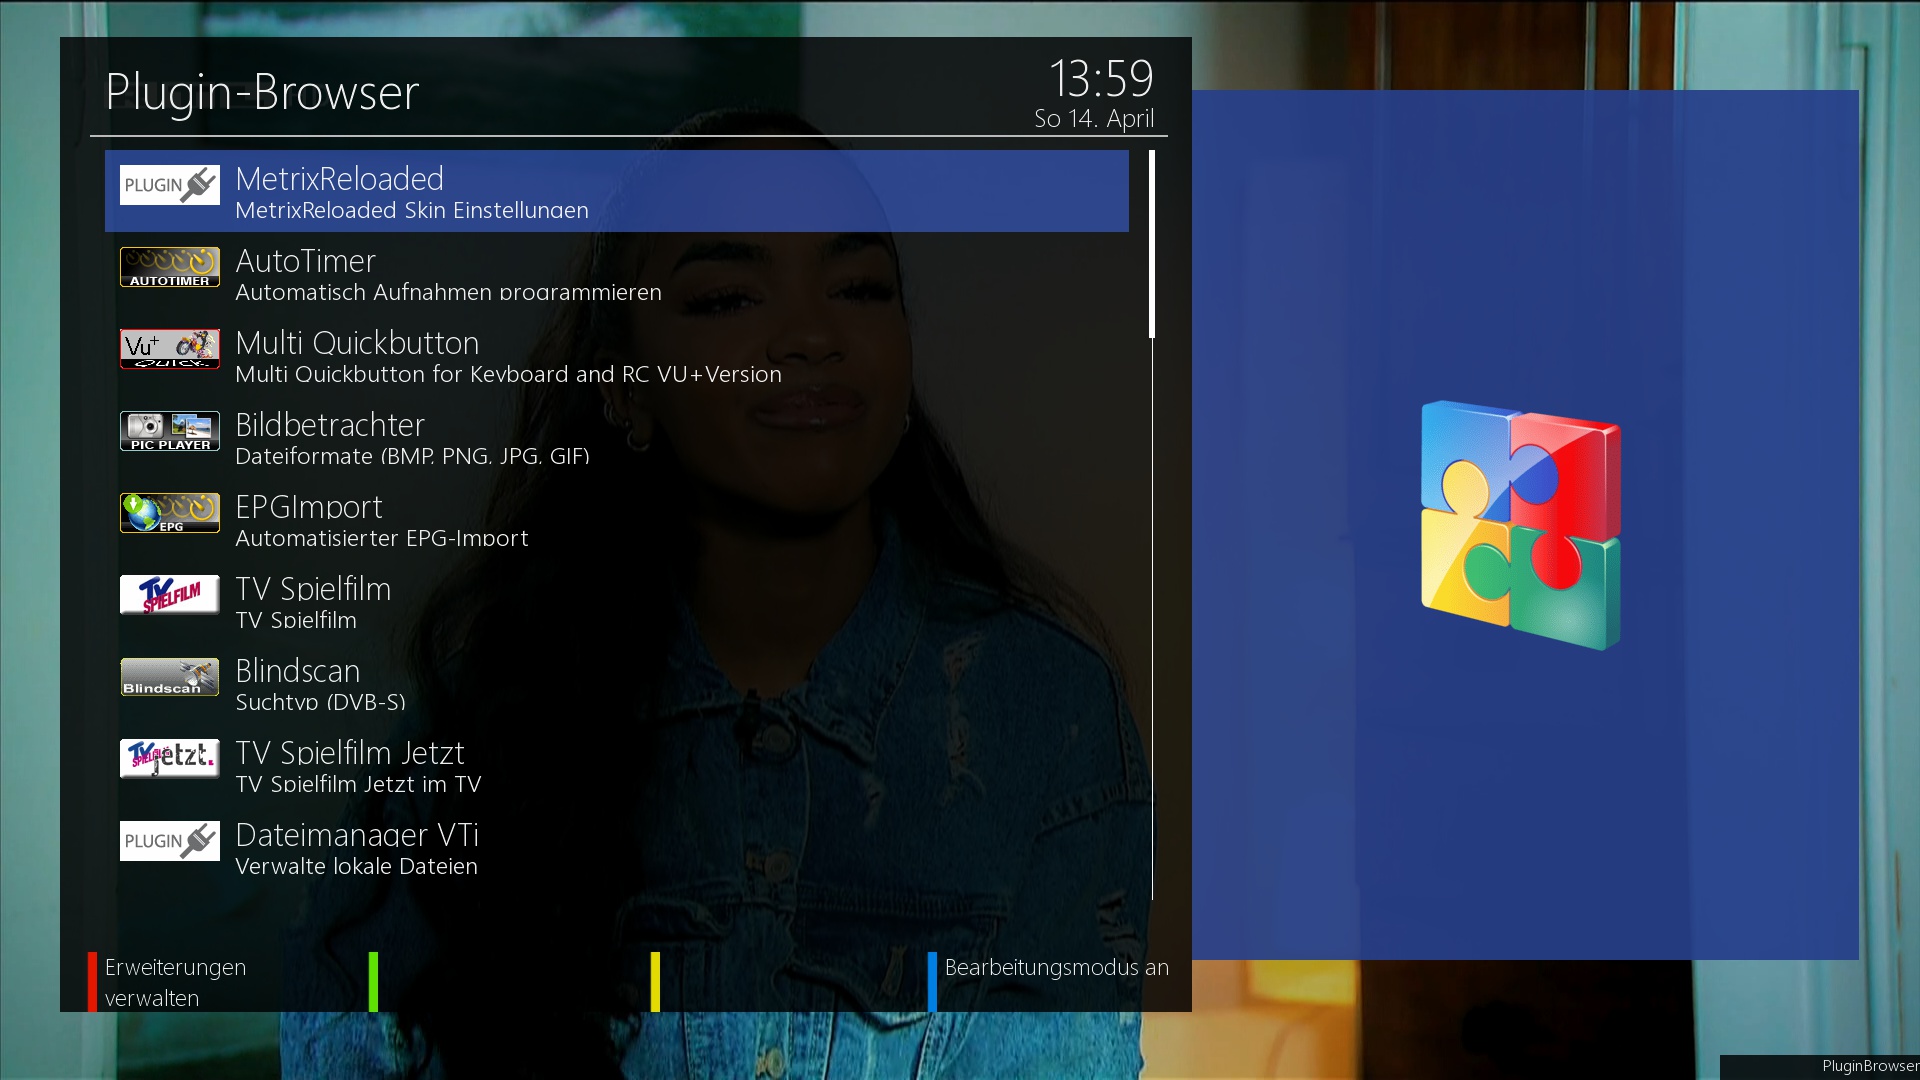 Plugin-Browser
13:59
So 14. April
PLUGIN
MetrixReloaded
MetrixReloaded Skin Einstellungen
AUTOTIMER
AutoTimer
Automatisch Aufnahmen programmieren
Vu+
Multi Quickbutton
Multi Quickbutton for Keyboard and RC VU+Version
PIC PLAYER
Bildbetrachter
Dateiformate (BMP, PNG, JPG, GIF)
EPG
EPGImport
Automatisierter EPG-Import
TV
SPIELFILM
TV Spielfilm
TV Spielfilm
Blindscan
Blindscan
Suchtyp (DVB-S)
TV
SPIELFILM
jetzt.
TV Spielfilm Jetzt
TV Spielfilm Jetzt im TV
PLUGIN
Dateimanager VTi
Verwalte lokale Dateien
Erweiterungen
verwalten
Bearbeitungsmodus an
PluginBrowser